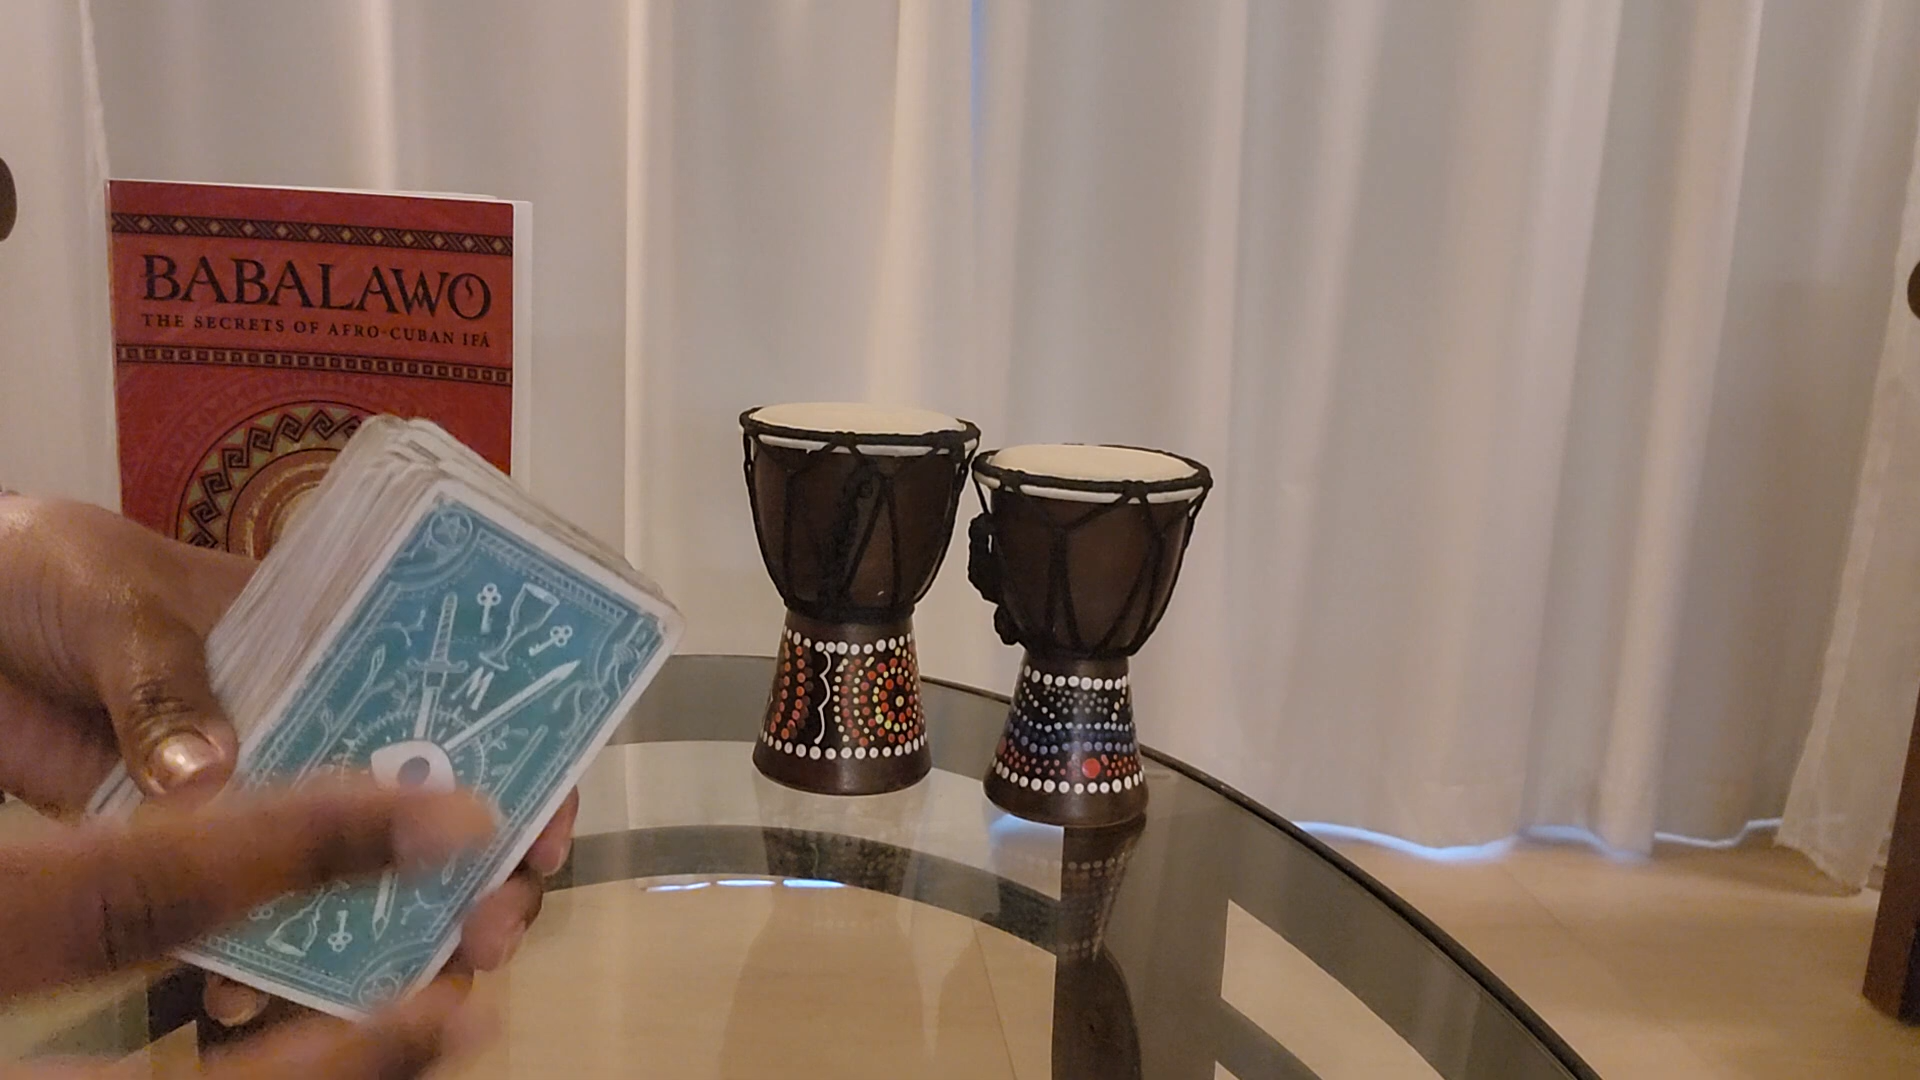 BABALAWO
THE SECRETS OF AFRO-CUBAN IFÁ
M